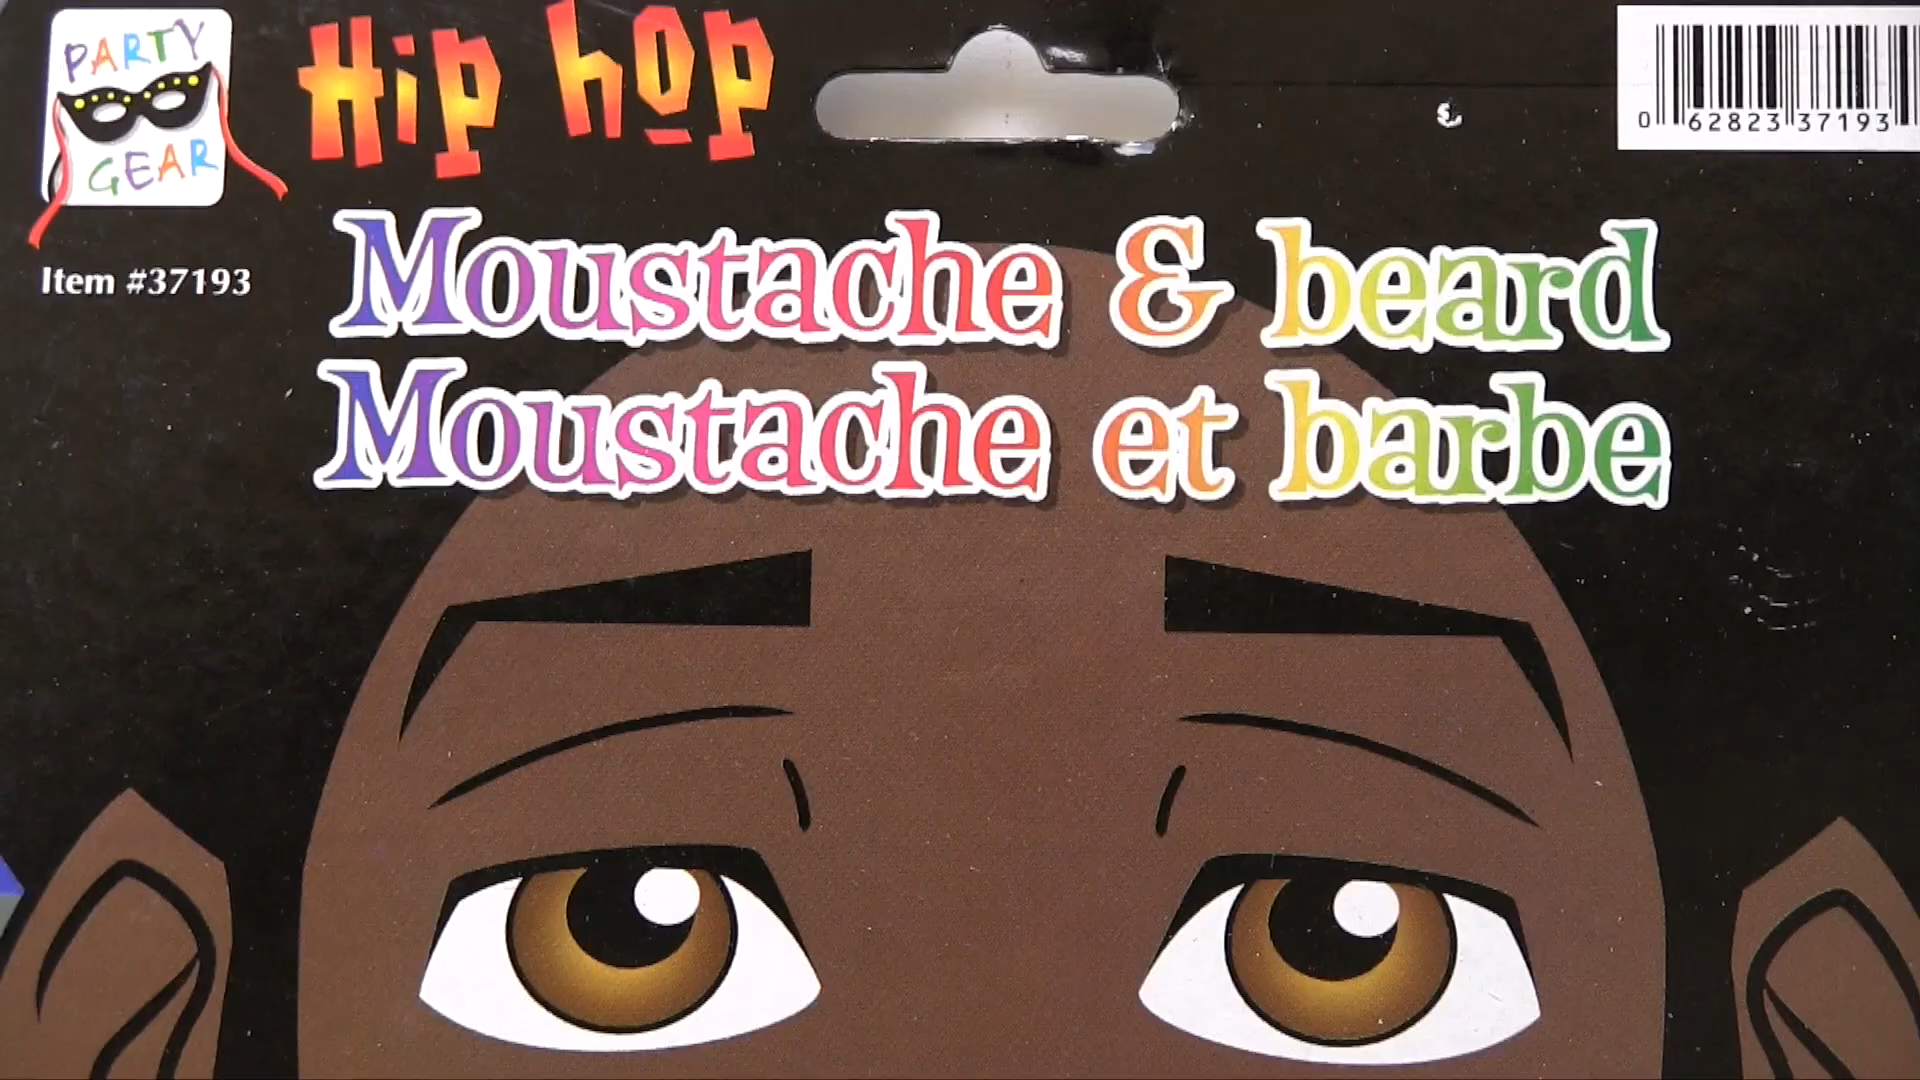 PARTY
GEAR
Hip hop
Item #37193
Moustache & beard
Moustache et barbe
0 62823 37193